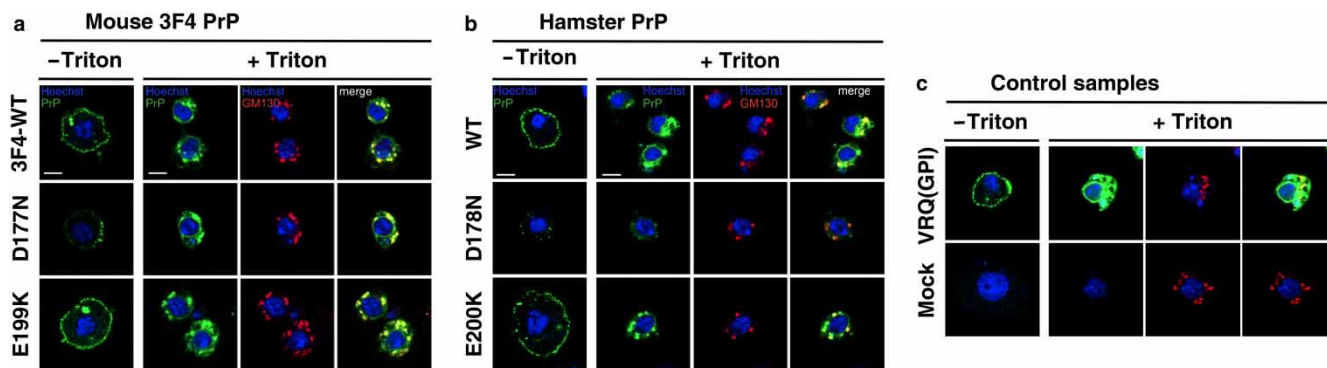 a Mouse 3F4 PrP
−Triton + Triton
Hoechst
PrP
Hoechst
PrP
Hoechst
GM130
merge
3F4-WT
D177N
E199K
b Hamster PrP
−Triton + Triton
Hoechst
PrP
Hoechst
PrP
Hoechst
GM130
merge
WT
D178N
E200K
c Control samples
−Triton + Triton
VRQ(GPI)
Mock